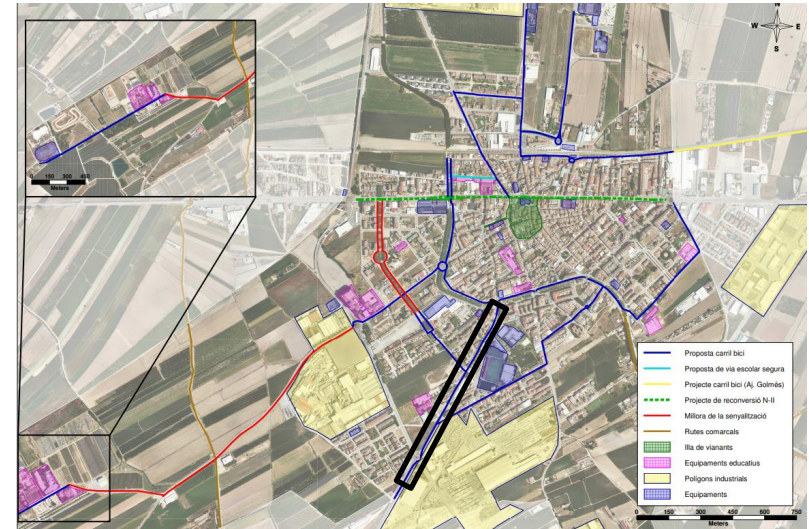 N
W E
S
0 150 300 450
Meters
Proposta carril bici
Proposta de via escolar segura
Projecte carril bici (Aj. Golmés)
Projecte de reconversió N-II
Millora de la senyalització
Rutes comarcals
Illa de vianants
Equipaments educatius
Polígons industrials
Equipaments
0 150 300 450 600 750
Meters